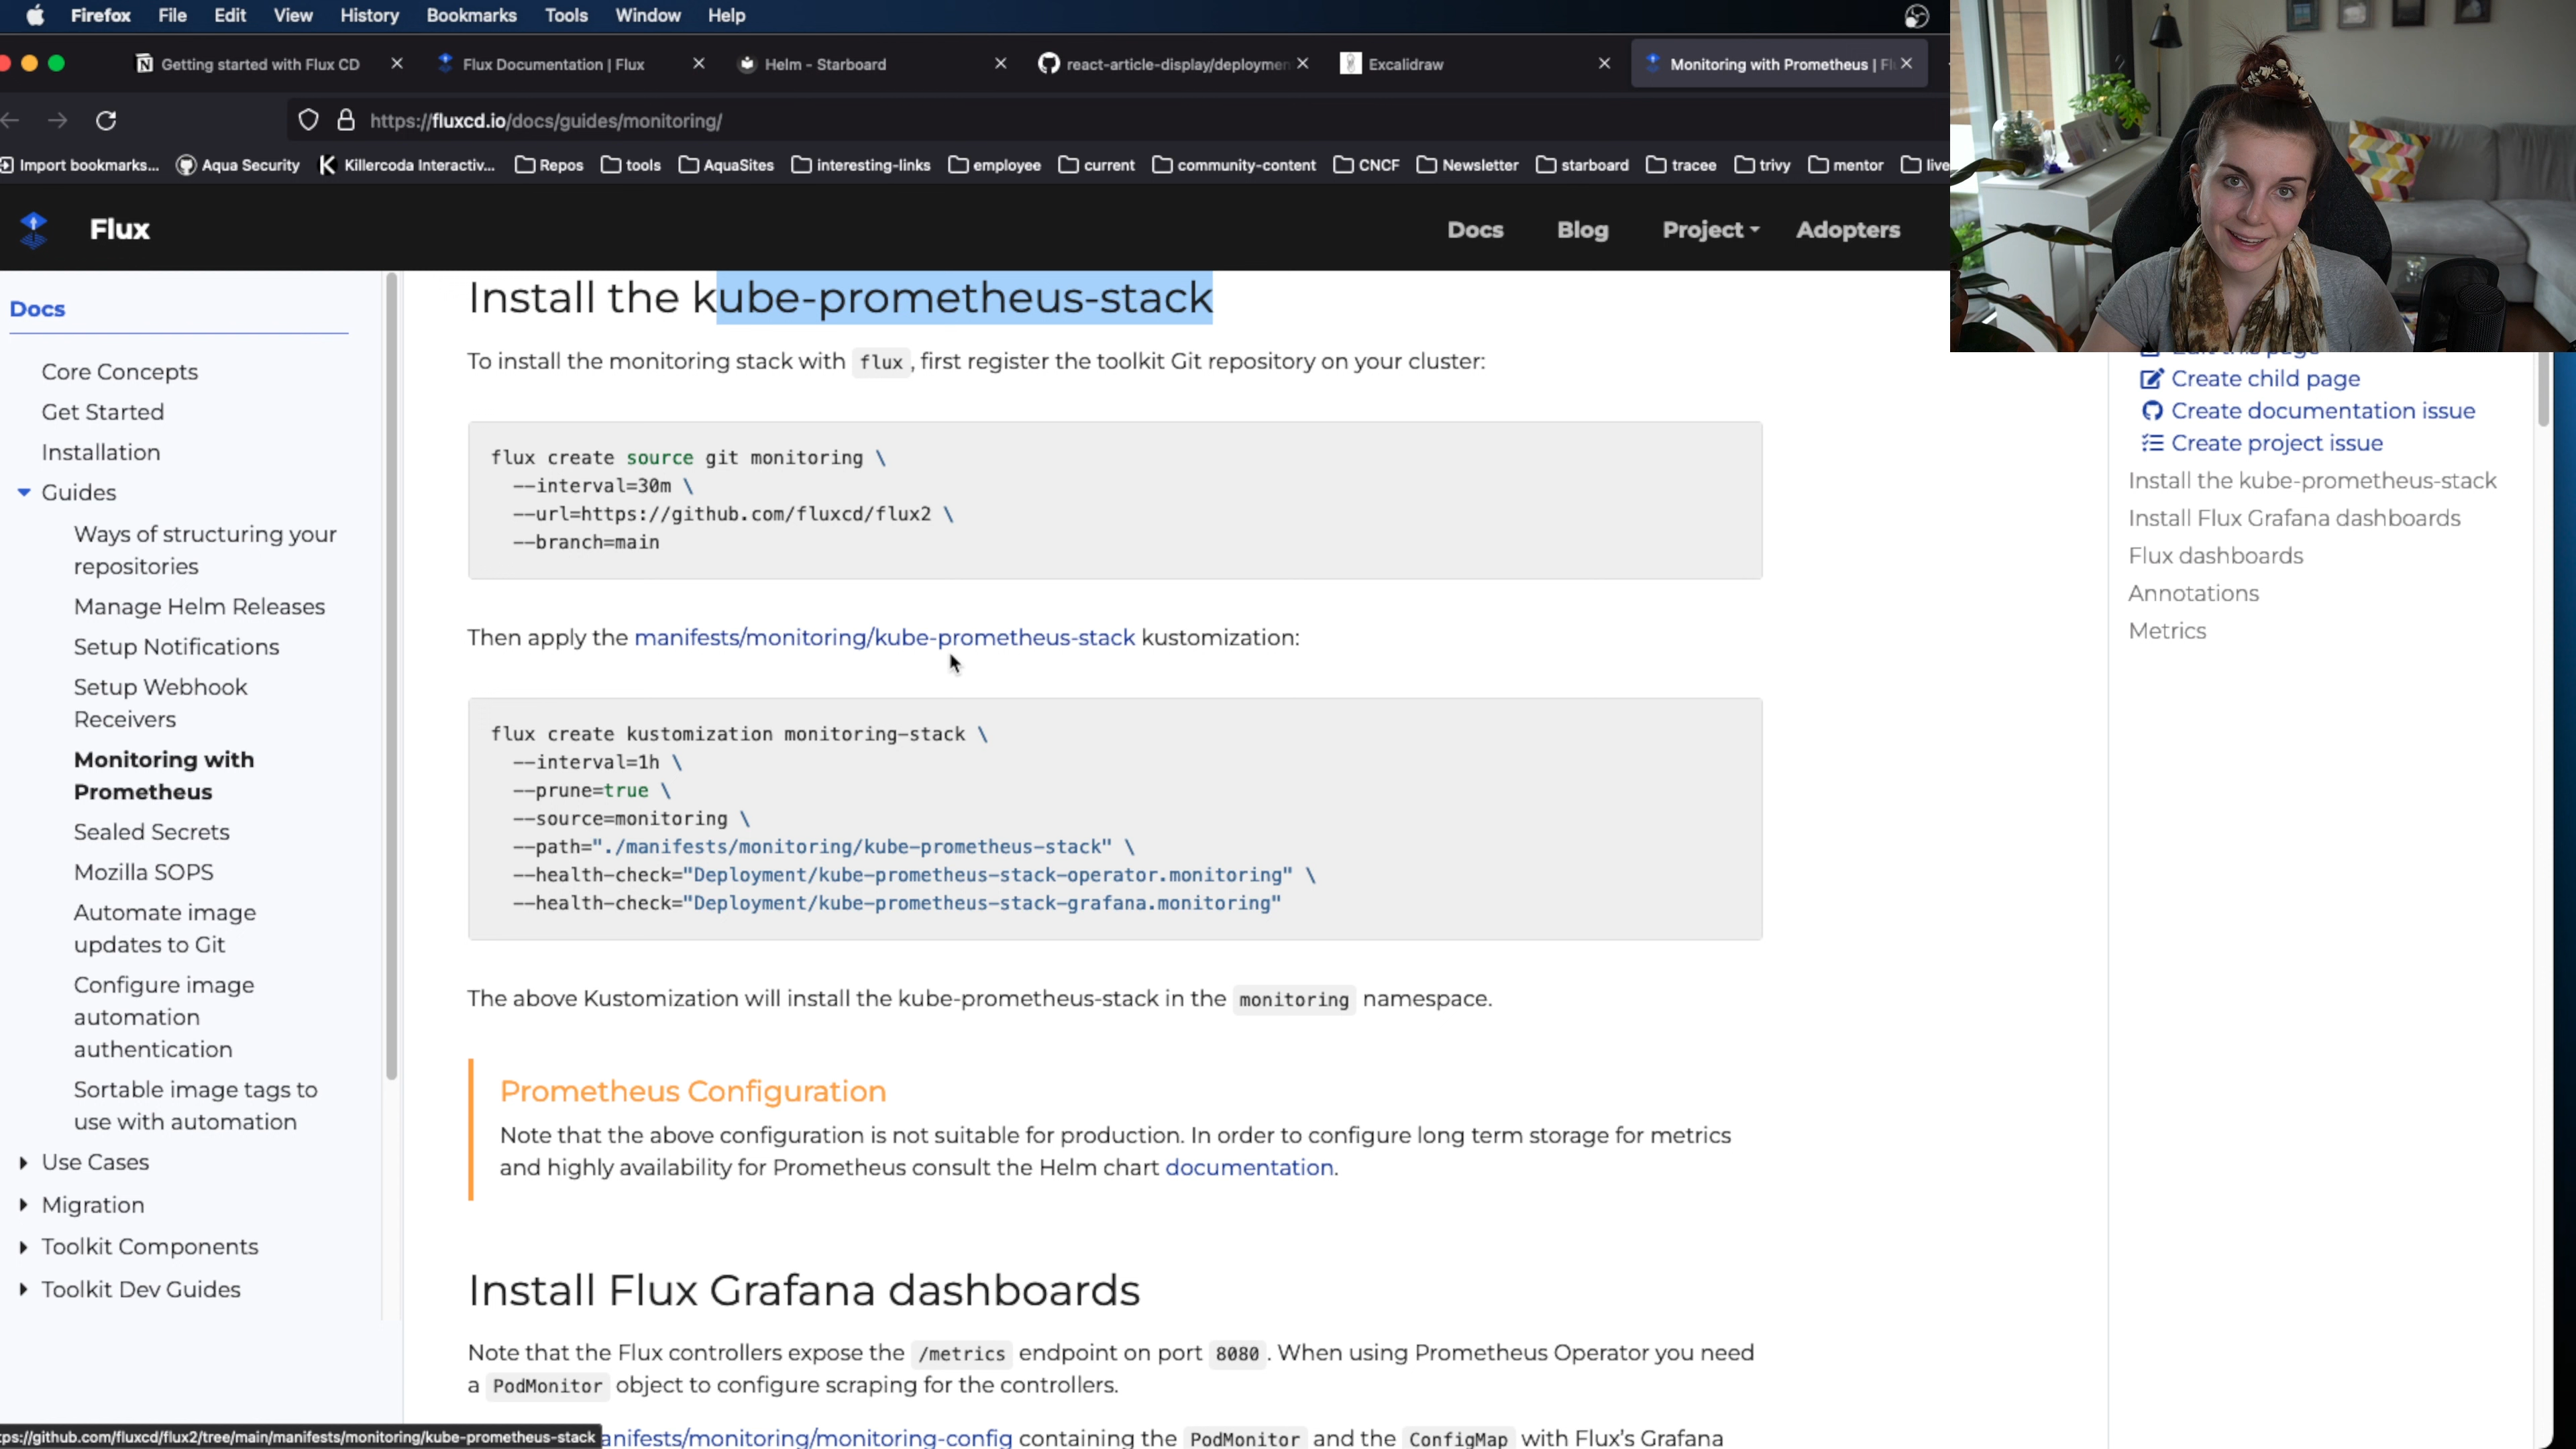 Firefox File Edit View History Bookmarks Tools Window Help
Getting started with Flux CD
Flux Documentation | Flux
Helm - Starboard
react-article-display/deploymen
Excalidraw
Monitoring with Prometheus |
https://fluxcd.io/docs/guides/monitoring/
Import bookmarks... Aqua Security Killercoda Interactiv... Repos tools AquaSites interesting-links employee current community-content CNCF Newsletter starboard tracee trivy mentor live
Flux
Docs Blog Project Adopters
Docs
Core Concepts
Get Started
Installation
Guides
Ways of structuring your
repositories
Manage Helm Releases
Setup Notifications
Setup Webhook
Receivers
Monitoring with
Prometheus
Sealed Secrets
Mozilla SOPS
Automate image
updates to Git
Configure image
automation
authentication
Sortable image tags to
use with automation
Use Cases
Migration
Toolkit Components
Toolkit Dev Guides
Install the kube-prometheus-stack
To install the monitoring stack with flux , first register the toolkit Git repository on your cluster:
flux create source git monitoring \
--interval=30m \
--url=https://github.com/fluxcd/flux2 \
--branch=main
Then apply the manifests/monitoring/kube-prometheus-stack kustomization:
flux create kustomization monitoring-stack \
--interval=1h \
--prune=true \
--source=monitoring \
--path="./manifests/monitoring/kube-prometheus-stack" \
--health-check="Deployment/kube-prometheus-stack-operator.monitoring" \
--health-check="Deployment/kube-prometheus-stack-grafana.monitoring"
The above Kustomization will install the kube-prometheus-stack in the monitoring namespace.
Prometheus Configuration
Note that the above configuration is not suitable for production. In order to configure long term storage for metrics
and highly availability for Prometheus consult the Helm chart documentation.
Install Flux Grafana dashboards
Note that the Flux controllers expose the /metrics endpoint on port 8080 . When using Prometheus Operator you need
a PodMonitor object to configure scraping for the controllers.
anifests/monitoring/monitoring-config containing the PodMonitor and the ConfigMap with Flux's Grafana
tps://github.com/fluxcd/flux2/tree/main/manifests/monitoring/kube-prometheus-stack
Edit this page
Create child page
Create documentation issue
Create project issue
Install the kube-prometheus-stack
Install Flux Grafana dashboards
Flux dashboards
Annotations
Metrics